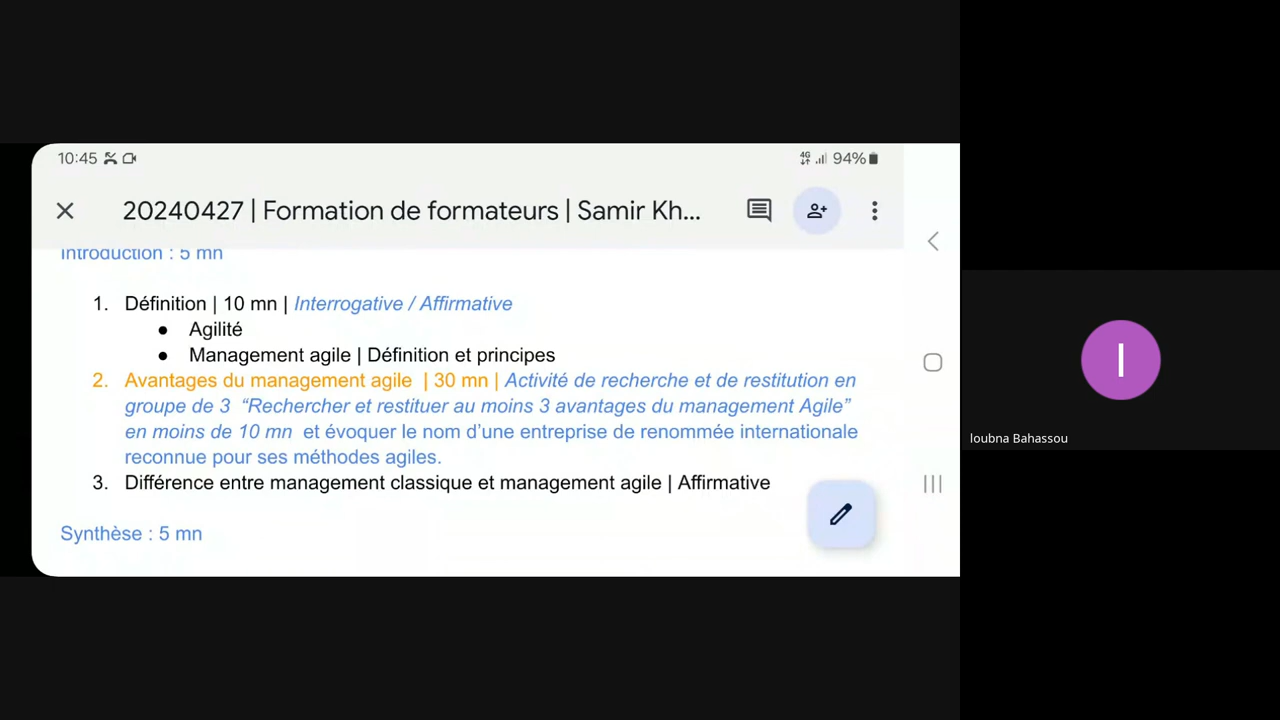 10:45
4G 94%
20240427 | Formation de formateurs | Samir Kh...
Introduction : 5 mn
1. Définition | 10 mn | Interrogative / Affirmative
● Agilité
● Management agile | Définition et principes
2. Avantages du management agile | 30 mn | Activité de recherche et de restitution en
groupe de 3 “Rechercher et restituer au moins 3 avantages du management Agile”
en moins de 10 mn et évoquer le nom d’une entreprise de renommée internationale
reconnue pour ses méthodes agiles.
3. Différence entre management classique et management agile | Affirmative
Synthèse : 5 mn
l
loubna Bahassou